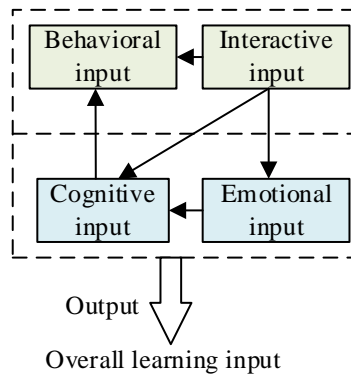 Behavioral
input
Interactive
input
Cognitive
input
Emotional
input
Output
Overall learning input